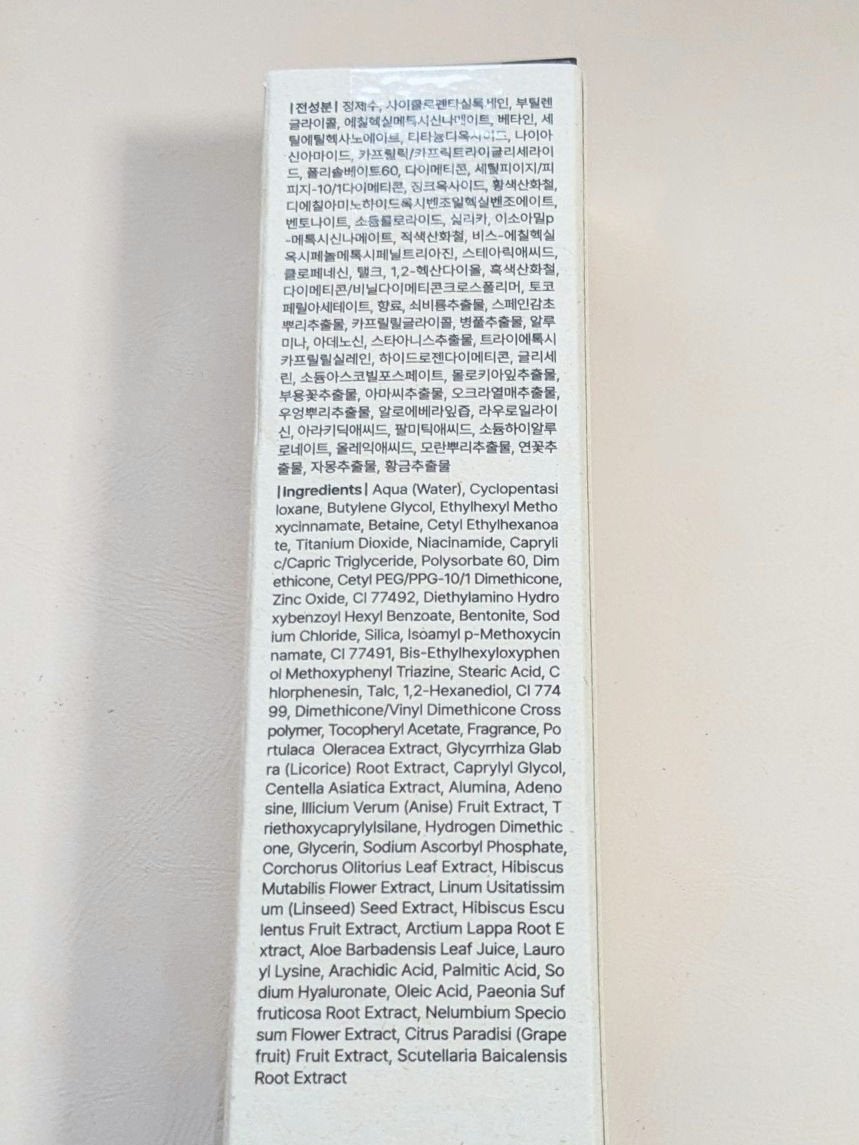 |전성분| 정제수, 사이클로펜타실록세인, 부틸렌
글라이콜, 에칠헥실메톡시신나메이트, 베타인, 세
틸에틸헥사노에이트, 티타늄디옥사이드, 나이아
신아마이드, 카프릴릭/카프릭트라이글리세라이
드, 폴리솔베이트60, 다이메티콘, 세틸피이지/피
피지-10/1다이메티콘, 징크옥사이드, 황색산화철,
디에칠아미노하이드록시벤조일헥실벤조에이트,
벤토나이트, 소듐클로라이드, 실리카, 이소아밀p
-메톡시신나메이트, 적색산화철, 비스-에칠헥실
옥시페놀메톡시페닐트리아진, 스테아릭애씨드,
클로페네신, 탤크, 1,2-헥산다이올, 흑색산화철,
다이메티콘/비닐다이메티콘크로스폴리머, 토코
페릴아세테이트, 향료, 쇠비름추출물, 스페인감초
뿌리추출물, 카프릴릴글라이콜, 병풀추출물, 알루
미나, 아데노신, 스타아니스추출물, 트라이에톡시
카프릴릴실레인, 하이드로젠다이메티콘, 글리세
린, 소듐아스코빌포스페이트, 몰로키아잎추출물,
부용꽃추출물, 아마씨추출물, 오크라열매추출물,
우엉뿌리추출물, 알로에베라잎즙, 라우로일라이
신, 아라키딕애씨드, 팔미틱애씨드, 소듐하이알루
로네이트, 올레익애씨드, 모란뿌리추출물, 연꽃추
출물, 자몽추출물, 황금추출물
|Ingredients| Aqua (Water), Cyclopentasi
loxane, Butylene Glycol, Ethylhexyl Metho
xycinnamate, Betaine, Cetyl Ethylhexanoa
te, Titanium Dioxide, Niacinamide, Capryli
c/Capric Triglyceride, Polysorbate 60, Dim
ethicone, Cetyl PEG/PPG-10/1 Dimethicone,
Zinc Oxide, CI 77492, Diethylamino Hydro
xybenzoyl Hexyl Benzoate, Bentonite, Sod
ium Chloride, Silica, Isoamyl p-Methoxycin
namate, CI 77491, Bis-Ethylhexyloxyphen
ol Methoxyphenyl Triazine, Stearic Acid, C
hlorphenesin, Talc, 1,2-Hexanediol, CI 774
99, Dimethicone/Vinyl Dimethicone Cross
polymer, Tocopheryl Acetate, Fragrance, Po
rtulaca Oleracea Extract, Glycyrrhiza Glab
ra (Licorice) Root Extract, Caprylyl Glycol,
Centella Asiatica Extract, Alumina, Adeno
sine, Illicium Verum (Anise) Fruit Extract, T
riethoxycaprylylsilane, Hydrogen Dimethic
one, Glycerin, Sodium Ascorbyl Phosphate,
Corchorus Olitorius Leaf Extract, Hibiscus
Mutabilis Flower Extract, Linum Usitatissim
um (Linseed) Seed Extract, Hibiscus Escu
lentus Fruit Extract, Arctium Lappa Root E
xtract, Aloe Barbadensis Leaf Juice, Lauro
yl Lysine, Arachidic Acid, Palmitic Acid, So
dium Hyaluronate, Oleic Acid, Paeonia Suf
fruticosa Root Extract, Nelumbium Specio
sum Flower Extract, Citrus Paradisi (Grape
fruit) Fruit Extract, Scutellaria Baicalensis
Root Extract